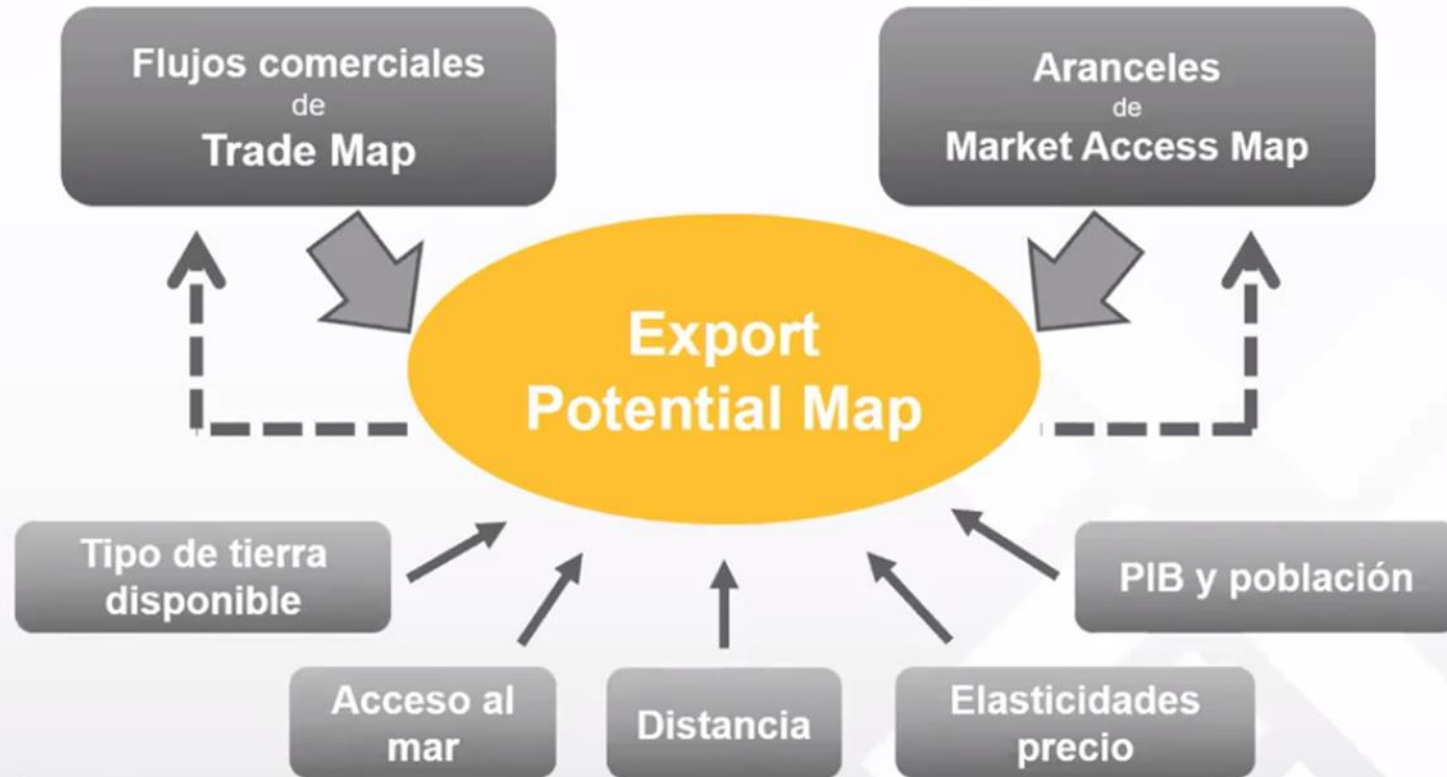 Flujos comerciales
de
Trade Map
Aranceles
de
Market Access Map
Export
Potential Map
Tipo de tierra
disponible
PIB y población
Acceso al
mar
Distancia
Elasticidades
precio